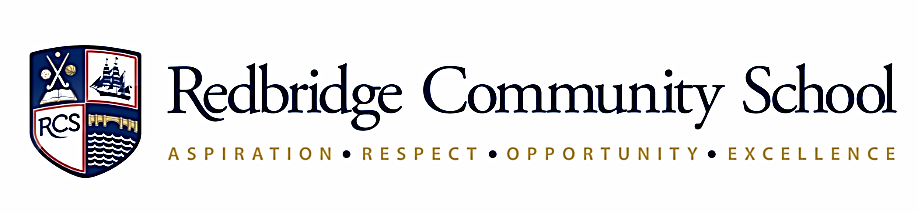 RCS
Redbridge Community School
ASPIRATION • RESPECT • OPPORTUNITY • EXCELLENCE